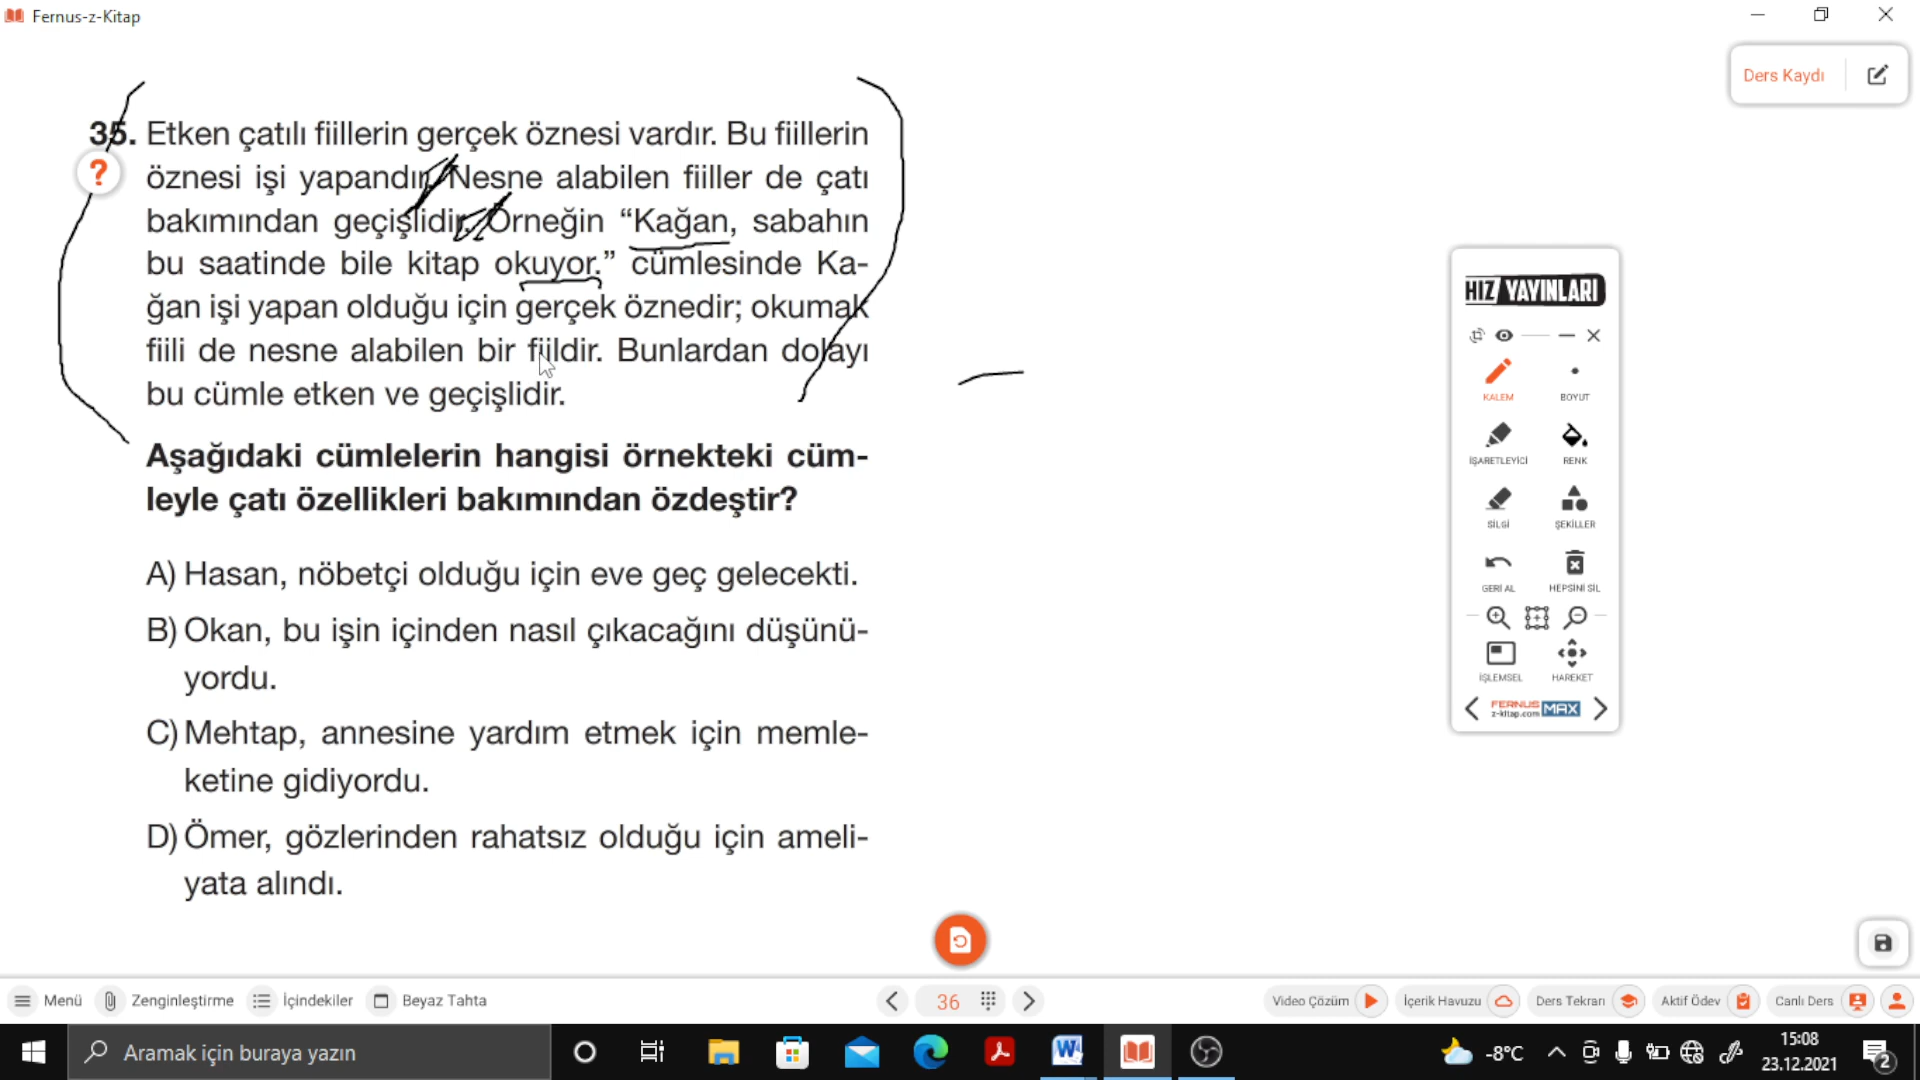 Fernus-z-Kitap
Ders Kaydı
35. Etken çatılı fiillerin gerçek öznesi vardır. Bu fiillerin
? öznesi işi yapandır. Nesne alabilen fiiller de çatı
bakımından geçişlidir. Örneğin “Kağan, sabahın
bu saatinde bile kitap okuyor.” cümlesinde Ka-
ğan işi yapan olduğu için gerçek öznedir; okumak
fiili de nesne alabilen bir fiildir. Bunlardan dolayı
bu cümle etken ve geçişlidir.
Aşağıdaki cümlelerin hangisi örnekteki cüm-
leyle çatı özellikleri bakımından özdeştir?
A) Hasan, nöbetçi olduğu için eve geç gelecekti.
B) Okan, bu işin içinden nasıl çıkacağını düşünü-
yordu.
C) Mehtap, annesine yardım etmek için memle-
ketine gidiyordu.
D) Ömer, gözlerinden rahatsız olduğu için ameli-
yata alındı.
HIZ YAYINLARI
KALEM BOYUT
İŞARETLEYİCİ RENK
SİLGİ ŞEKİLLER
GERİ AL HEPSİNİ SİL
İŞLEMSEL HAREKET
FERNUS
z-kitap.com MAX
Menü Zenginleştirme İçindekiler Beyaz Tahta 36 Video Çözüm İçerik Havuzu Ders Tekrarı Aktif Ödev Canlı Ders
Aramak için buraya yazın -8°C 15:08
23.12.2021 2